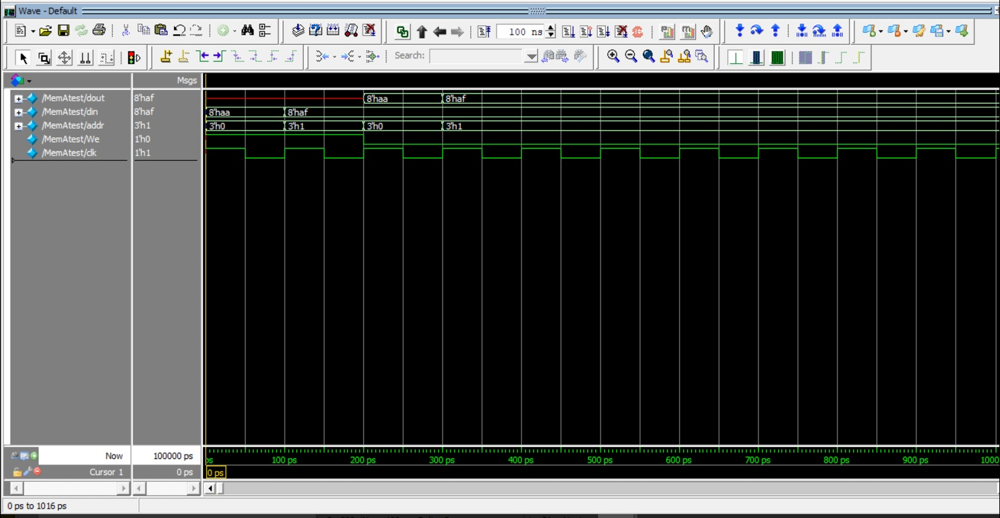 Wave - Default
100 ns
Search:
Msgs
/MemAtest/dout 8'haf 8'haa 8'haf
/MemAtest/din 8'haf 8'haa 8'haf
/MemAtest/addr 3'h1 3'h0 3'h1 3'h0 3'h1
/MemAtest/We 1'h0
/MemAtest/clk 1'h1
Now 100000 ps ps 100 ps 200 ps 300 ps 400 ps 500 ps 600 ps 700 ps 800 ps 900 ps 1000
Cursor 1 0 ps 0 ps
0 ps to 1016 ps